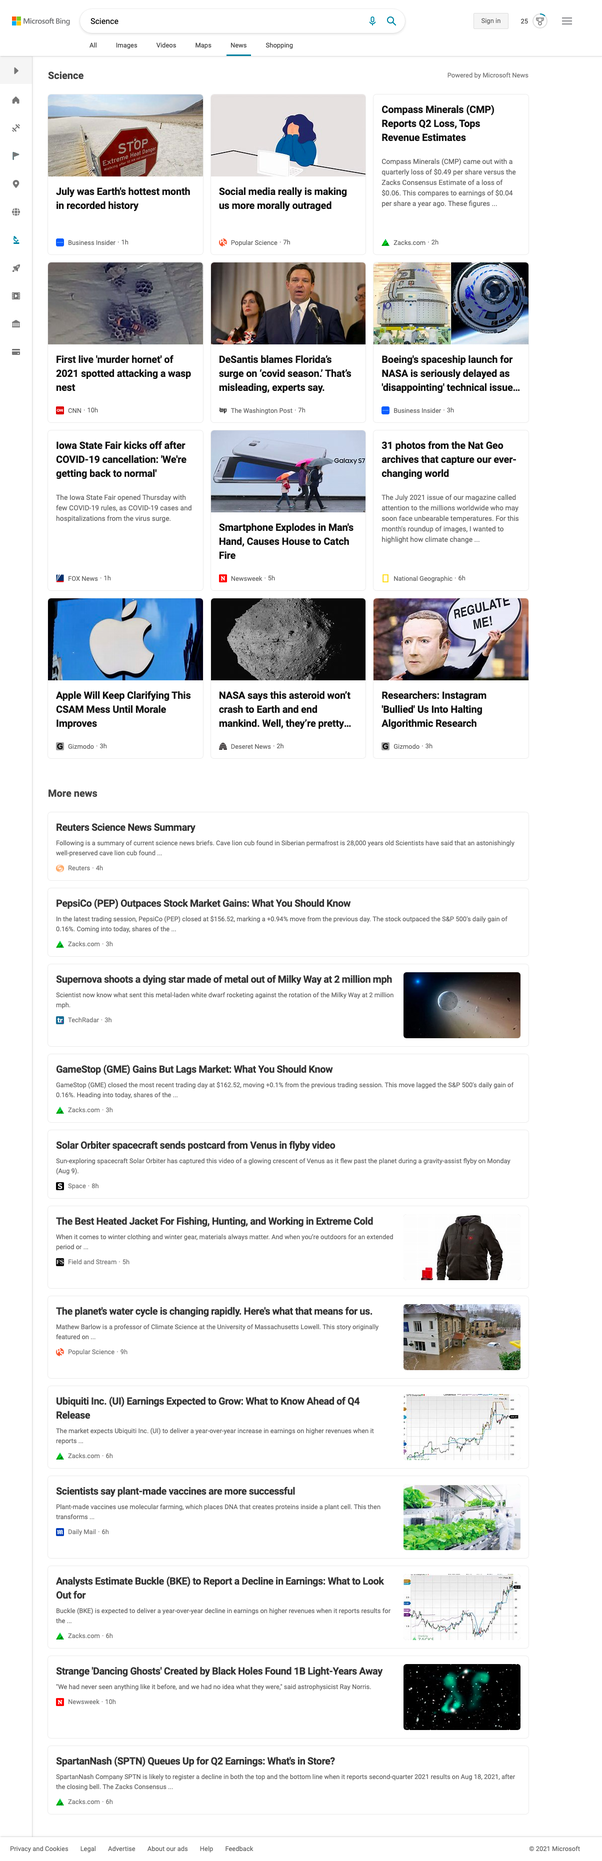 Microsoft Bing
Science
Sign in
25
All
Images
Videos
Maps
News
Shopping
Science
Powered by Microsoft News
STOP
Extreme Heat Danger
July was Earth's hottest month
in recorded history
Business Insider · 1h
Social media really is making
us more morally outraged
Popular Science · 7h
Compass Minerals (CMP)
Reports Q2 Loss, Tops
Revenue Estimates
Compass Minerals (CMP) came out with a
quarterly loss of $0.49 per share versus the
Zacks Consensus Estimate of a loss of
$0.06. This compares to earnings of $0.04
per share a year ago. These figures ...
Zacks.com · 2h
First live 'murder hornet' of
2021 spotted attacking a wasp
nest
CNN · 10h
DeSantis blames Florida's
surge on 'covid season.' That's
misleading, experts say.
The Washington Post · 7h
Boeing's spaceship launch for
NASA is seriously delayed as
'disappointing' technical issue...
Business Insider · 3h
Iowa State Fair kicks off after
COVID-19 cancellation: 'We're
getting back to normal'
The Iowa State Fair opened Thursday with
few COVID-19 rules, as COVID-19 cases and
hospitalizations from the virus surge.
FOX News · 1h
Galaxy S7
Smartphone Explodes in Man's
Hand, Causes House to Catch
Fire
Newsweek · 5h
31 photos from the Nat Geo
archives that capture our ever-
changing world
The July 2021 issue of our magazine called
attention to the millions worldwide who may
soon face unbearable temperatures. For this
month's roundup of images, I wanted to
highlight how climate change ...
National Geographic · 6h
Apple Will Keep Clarifying This
CSAM Mess Until Morale
Improves
Gizmodo · 3h
NASA says this asteroid won't
crash to Earth and end
mankind. Well, they're pretty...
Deseret News · 2h
REGULATE
ME!
Researchers: Instagram
'Bullied' Us Into Halting
Algorithmic Research
Gizmodo · 3h
More news
Reuters Science News Summary
Following is a summary of current science news briefs. Cave lion cub found in Siberian permafrost is 28,000 years old Scientists have said that an astonishingly
well-preserved cave lion cub found ...
Reuters · 4h
PepsiCo (PEP) Outpaces Stock Market Gains: What You Should Know
In the latest trading session, PepsiCo (PEP) closed at $156.52, marking a +0.94% move from the previous day. The stock outpaced the S&P 500's daily gain of
0.16%. Coming into today, shares of the ...
Zacks.com · 3h
Supernova shoots a dying star made of metal out of Milky Way at 2 million mph
Scientist now know what sent this metal-laden white dwarf rocketing against the rotation of the Milky Way at 2 million
mph.
TechRadar · 3h
GameStop (GME) Gains But Lags Market: What You Should Know
GameStop (GME) closed the most recent trading day at $162.52, moving +0.1% from the previous trading session. This move lagged the S&P 500's daily gain of
0.16%. Heading into today, shares of the ...
Zacks.com · 3h
Solar Orbiter spacecraft sends postcard from Venus in flyby video
Sun-exploring spacecraft Solar Orbiter has captured this video of a glowing crescent of Venus as it flew past the planet during a gravity-assist flyby on Monday
(Aug 9).
Space · 8h
The Best Heated Jacket For Fishing, Hunting, and Working in Extreme Cold
When it comes to winter clothing and winter gear, materials always matter. And when you're outdoors for an extended
period or ...
Field and Stream · 5h
The planet's water cycle is changing rapidly. Here's what that means for us.
Mathew Barlow is a professor of Climate Science at the University of Massachusetts Lowell. This story originally
featured on ...
Popular Science · 9h
Ubiquiti Inc. (UI) Earnings Expected to Grow: What to Know Ahead of Q4
Release
The market expects Ubiquiti Inc. (UI) to deliver a year-over-year increase in earnings on higher revenues when it
reports ...
Zacks.com · 6h
Scientists say plant-made vaccines are more successful
Plant-made vaccines use molecular farming, which places DNA that creates proteins inside a plant cell. This then
transforms ...
Daily Mail · 6h
Analysts Estimate Buckle (BKE) to Report a Decline in Earnings: What to Look
Out for
Buckle (BKE) is expected to deliver a year-over-year decline in earnings on higher revenues when it reports results for
the ...
Zacks.com · 6h
Strange 'Dancing Ghosts' Created by Black Holes Found 1B Light-Years Away
"We had never seen anything like it before, and we had no idea what they were," said astrophysicist Ray Norris.
Newsweek · 10h
SpartanNash (SPTN) Queues Up for Q2 Earnings: What's in Store?
SpartanNash Company SPTN is likely to register a decline in both the top and the bottom line when it reports second-quarter 2021 results on Aug 18, 2021, after
the closing bell. The Zacks Consensus ...
Zacks.com · 6h
Privacy and Cookies
Legal
Advertise
About our ads
Help
Feedback
© 2021 Microsoft